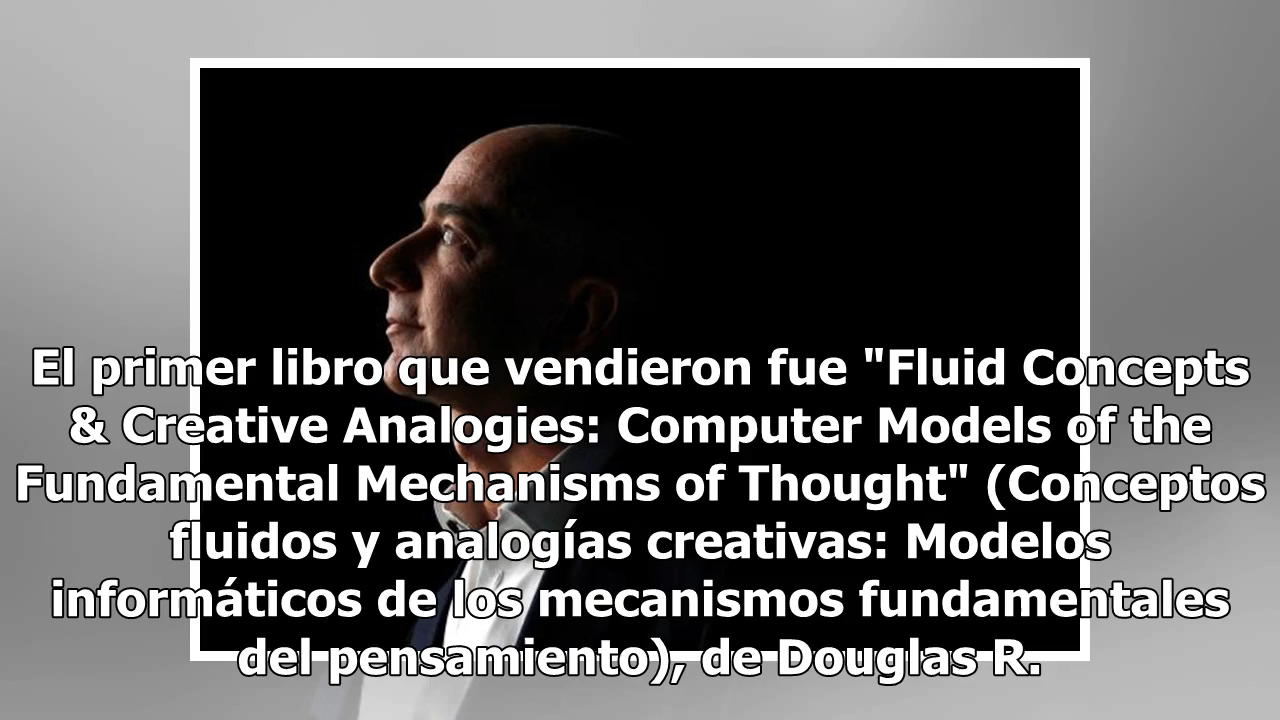 El primer libro que vendieron fue "Fluid Concepts
& Creative Analogies: Computer Models of the
Fundamental Mechanisms of Thought" (Conceptos
fluidos y analogías creativas: Modelos
informáticos de los mecanismos fundamentales
del pensamiento), de Douglas R.